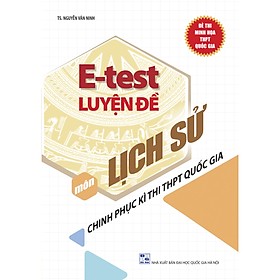 TS. NGUYỄN VĂN NINH
ĐỀ THI
MINH HỌA
THPT
QUỐC GIA
E-test
LUYỆN ĐỀ
môn
LỊCH SỬ
CHINH PHỤC KÌ THI THPT QUỐC GIA
NHÀ XUẤT BẢN ĐẠI HỌC QUỐC GIA HÀ NỘI